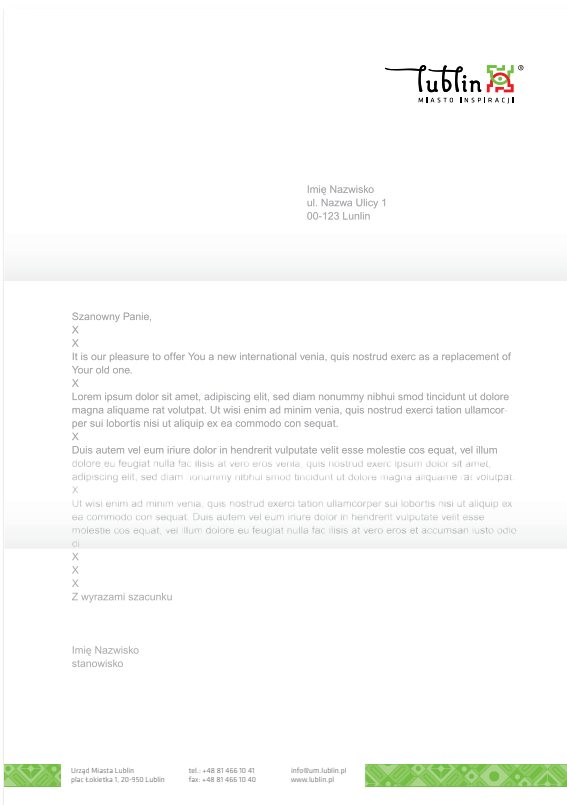 lublin ®
MIASTO INSPIRACJI
Imię Nazwisko
ul. Nazwa Ulicy 1
00-123 Lunlin
Szanowny Panie,
X
X
It is our pleasure to offer You a new international venia, quis nostrud exerc as a replacement of
Your old one.
X
Lorem ipsum dolor sit amet, adipiscing elit, sed diam nonummy nibhui smod tincidunt ut dolore
magna aliquame rat volutpat. Ut wisi enim ad minim venia, quis nostrud exerci tation ullamcor-
per sui lobortis nisi ut aliquip ex ea commodo con sequat.
X
Duis autem vel eum iriure dolor in hendrerit vulputate velit esse molestie cos equat, vel illum
dolore eu feugiat nulla fac ilisis at vero eros venia, quis nostrud exerc ipsum dolor sit amet,
adipiscing elit, sed diam nonummy nibhui smod tincidunt ut dolore magna aliquame rat volutpat.
X
Ut wisi enim ad minim venia, quis nostrud exerci tation ullamcorper sui lobortis nisi ut aliquip ex
ea commodo con sequat. Duis autem vel eum iriure dolor in hendrerit vulputate velit esse
molestie cos equat, vel illum dolore eu feugiat nulla fac ilisis at vero eros et accumsan iusto odio
di.
X
X
X
Z wyrazami szacunku
Imię Nazwisko
stanowisko
Urząd Miasta Lublin
plac Łokietka 1, 20-950 Lublin
tel.: +48 81 466 10 41
fax: +48 81 466 10 40
info@um.lublin.pl
www.lublin.pl